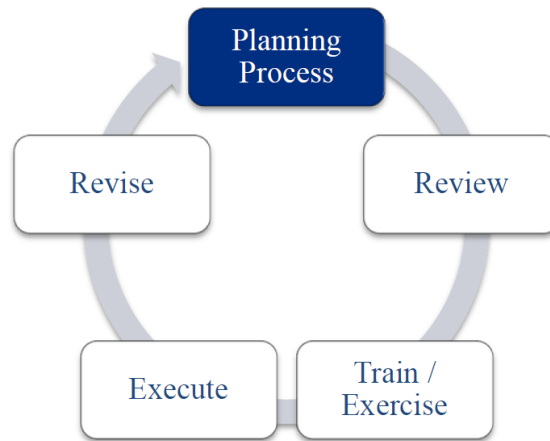 Planning
Process
Review
Train /
Exercise
Execute
Revise